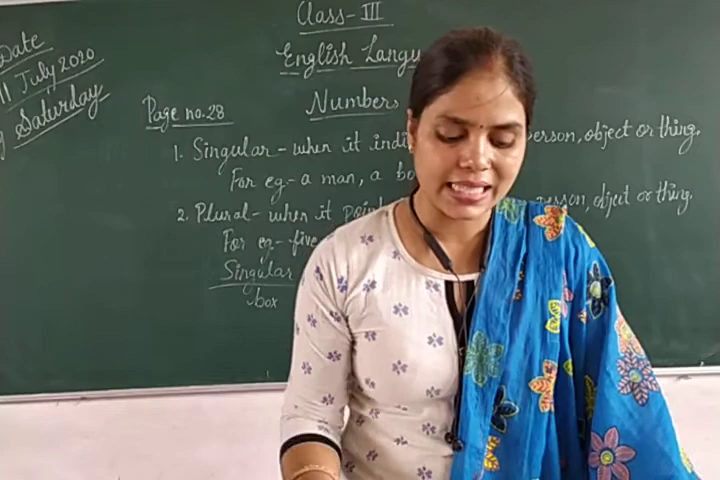 Date
11 July 2020
Saturday
Class-III
English Langu
Numbers
Page no.28
1. Singular - when it indi person, object or thing.
For eg.- a man, a bo
2. Plural - when it point person, object or thing.
For eg.- five
Singular
box